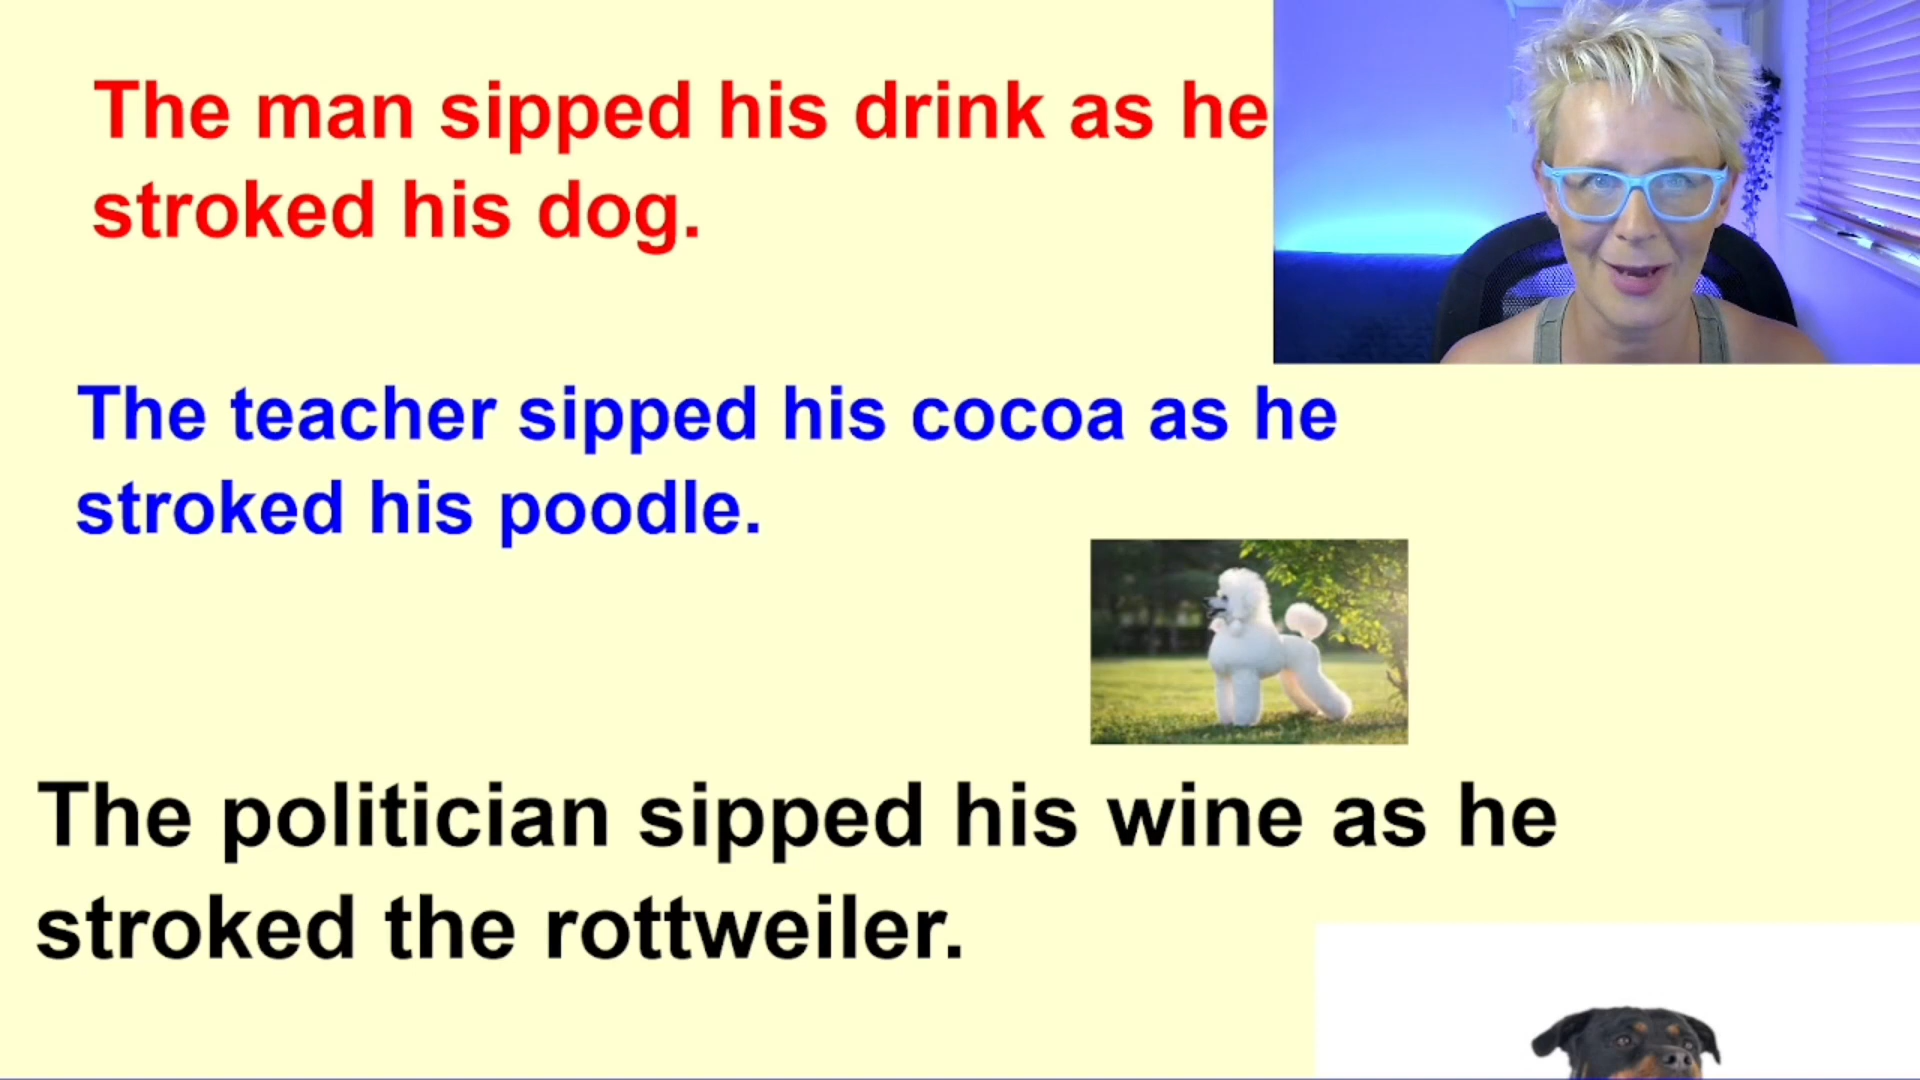 The man sipped his drink as he
stroked his dog.
The teacher sipped his cocoa as he
stroked his poodle.
The politician sipped his wine as he
stroked the rottweiler.